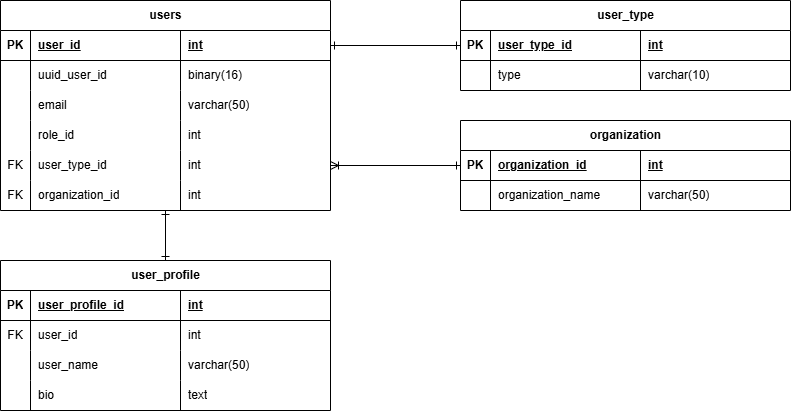 users
PK user_id int
uuid_user_id binary(16)
email varchar(50)
role_id int
FK user_type_id int
FK organization_id int
user_type
PK user_type_id int
type varchar(10)
organization
PK organization_id int
organization_name varchar(50)
user_profile
PK user_profile_id int
FK user_id int
user_name varchar(50)
bio text